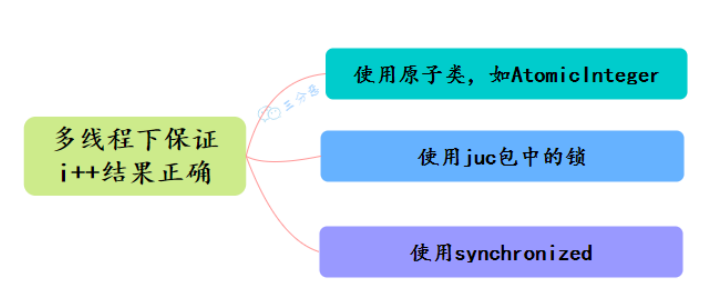 多线程下保证
i++结果正确
使用原子类，如AtomicInteger
三分恶
使用juc包中的锁
使用synchronized